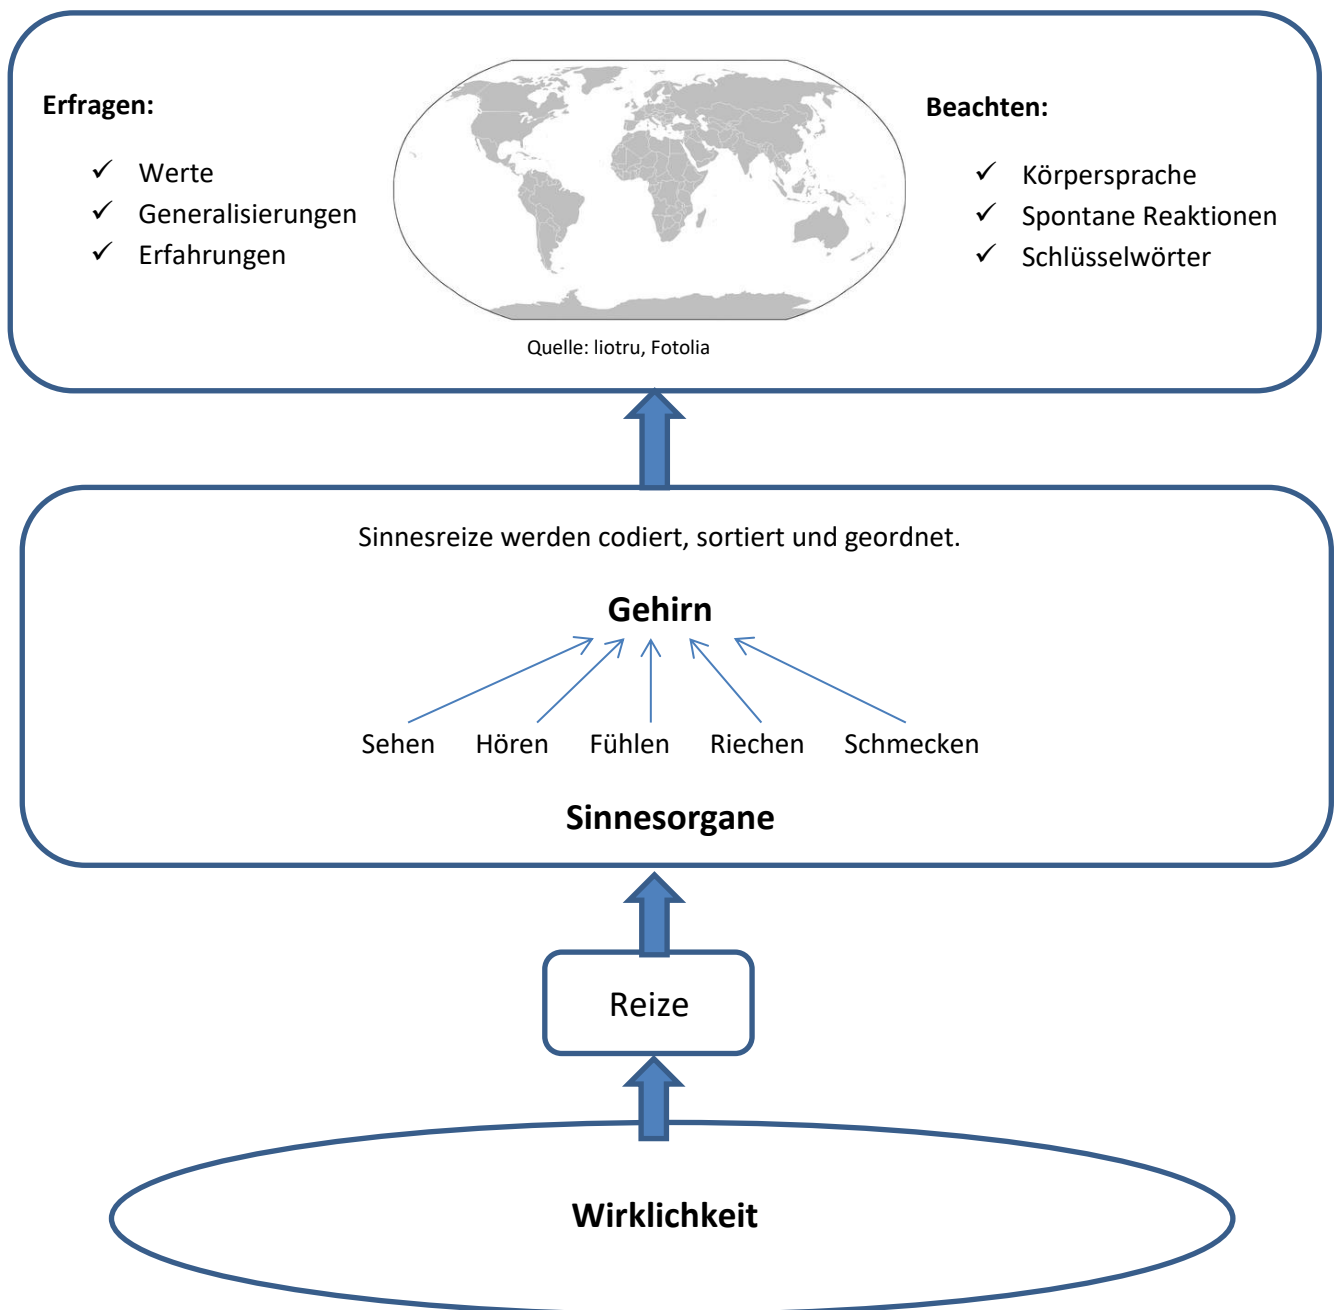 Erfragen:
✓ Werte
✓ Generalisierungen
✓ Erfahrungen
Beachten:
✓ Körpersprache
✓ Spontane Reaktionen
✓ Schlüsselwörter
Quelle: liotru, Fotolia
Sinnesreize werden codiert, sortiert und geordnet.
Gehirn
Sehen Hören Fühlen Riechen Schmecken
Sinnesorgane
Reize
Wirklichkeit